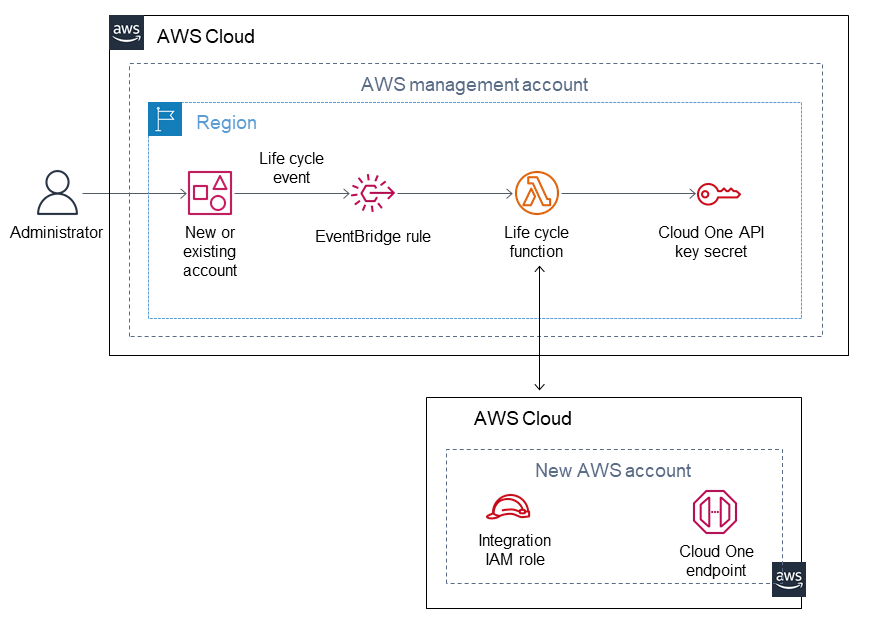 aws
AWS Cloud
AWS management account
Region
Life cycle
event
Administrator
New or
existing
account
EventBridge rule
Life cycle
function
Cloud One API
key secret
AWS Cloud
New AWS account
Integration
IAM role
Cloud One
endpoint
aws